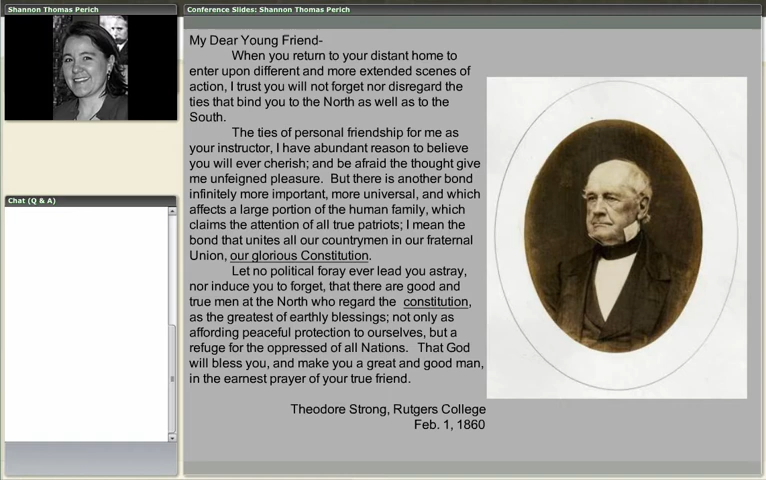 Shannon Thomas Perich
Conference Slides: Shannon Thomas Perich
My Dear Young Friend-
When you return to your distant home to
enter upon different and more extended scenes of
action, I trust you will not forget nor disregard the
ties that bind you to the North as well as to the
South.
The ties of personal friendship for me as
your instructor, I have abundant reason to believe
you will ever cherish; and be afraid the thought give
me unfeigned pleasure.  But there is another bond
infinitely more important, more universal, and which
affects a large portion of the human family, which
claims the attention of all true patriots; I mean the
bond that unites all our countrymen in our fraternal
Union, our glorious Constitution.
Let no political foray ever lead you astray,
nor induce you to forget, that there are good and
true men at the North who regard the  constitution,
as the greatest of earthly blessings; not only as
affording peaceful protection to ourselves, but a
refuge for the oppressed of all Nations.  That God
will bless you, and make you a great and good man,
in the earnest prayer of your true friend.
Theodore Strong, Rutgers College
Feb. 1, 1860
Chat (Q & A)